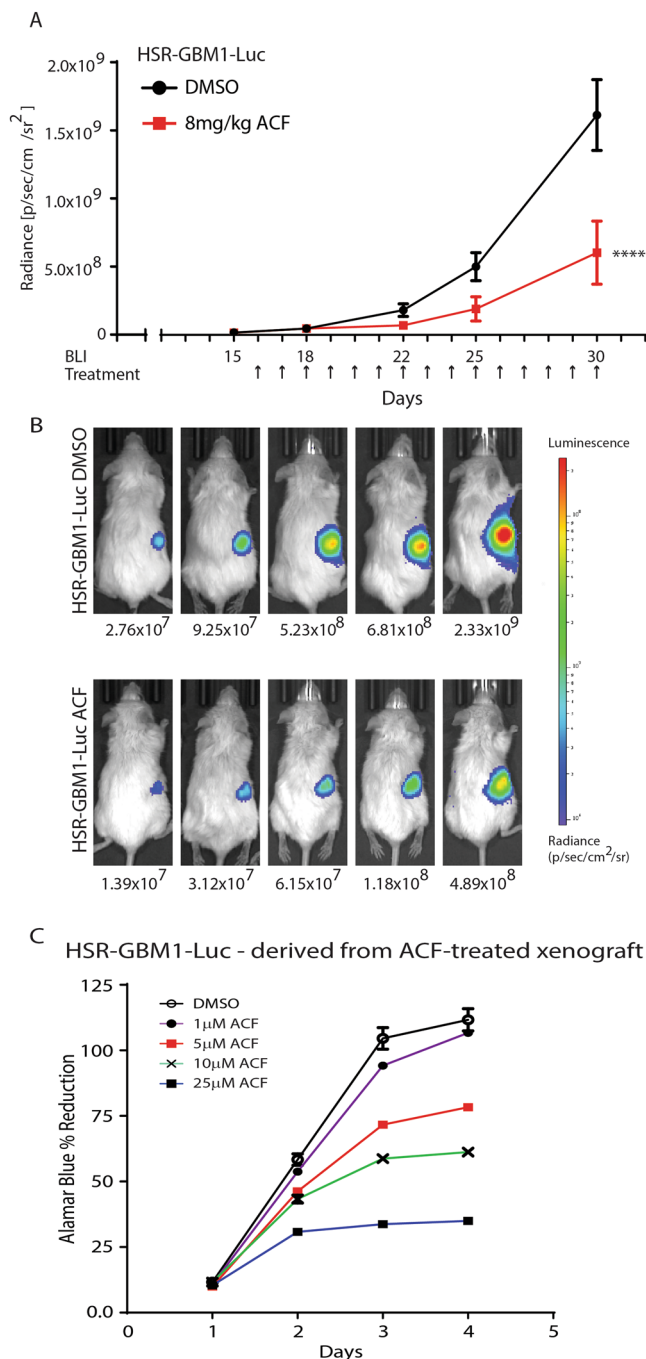 A
HSR-GBM1-Luc
DMSO
8mg/kg ACF
Radiance [p/sec/cm /sr²]
2.0x10⁹
1.5x10⁹
1.0x10⁹
5.0x10⁸
0
****
15 18 22 25 30
BLI
Treatment ↑ ↑ ↑ ↑ ↑ ↑ ↑ ↑ ↑ ↑ ↑ ↑ ↑ ↑ ↑
Days
B
HSR-GBM1-Luc DMSO
2.76x10⁷ 9.25x10⁷ 5.23x10⁸ 6.81x10⁸ 2.33x10⁹
HSR-GBM1-Luc ACF
1.39x10⁷ 3.12x10⁷ 6.15x10⁷ 1.18x10⁸ 4.89x10⁸
Luminescence
Radiance
(p/sec/cm²/sr)
C
HSR-GBM1-Luc - derived from ACF-treated xenograft
Alamar Blue % Reduction
125
100
75
50
25
0.0
DMSO
1μM ACF
5μM ACF
10μM ACF
25μM ACF
0 1 2 3 4 5
Days